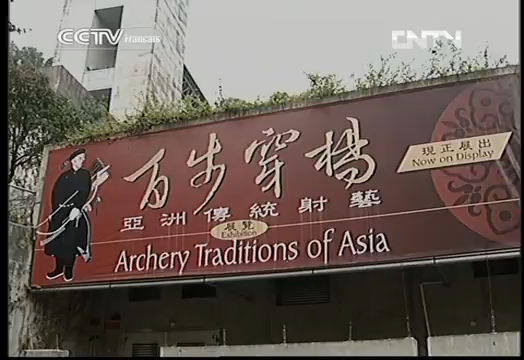 CCTV Français
CNTV
百步穿楊
現正展出
Now on Display
亞洲傳統射藝
展覽
Exhibition
Archery Traditions of Asia